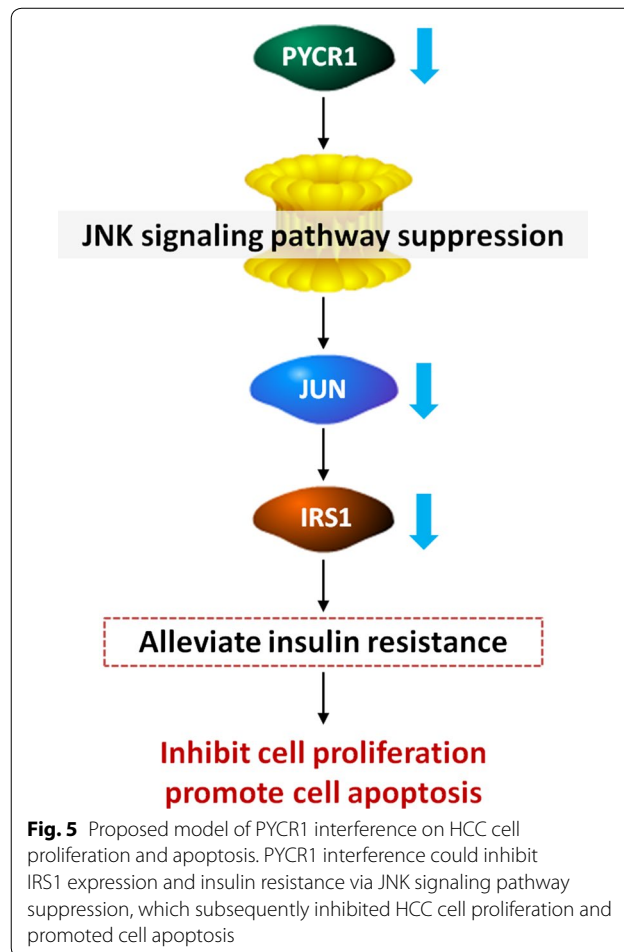 PYCR1
JNK signaling pathway suppression
JUN
IRS1
Alleviate insulin resistance
Inhibit cell proliferation
promote cell apoptosis
Fig. 5 Proposed model of PYCR1 interference on HCC cell
proliferation and apoptosis. PYCR1 interference could inhibit
IRS1 expression and insulin resistance via JNK signaling pathway
suppression, which subsequently inhibited HCC cell proliferation and
promoted cell apoptosis